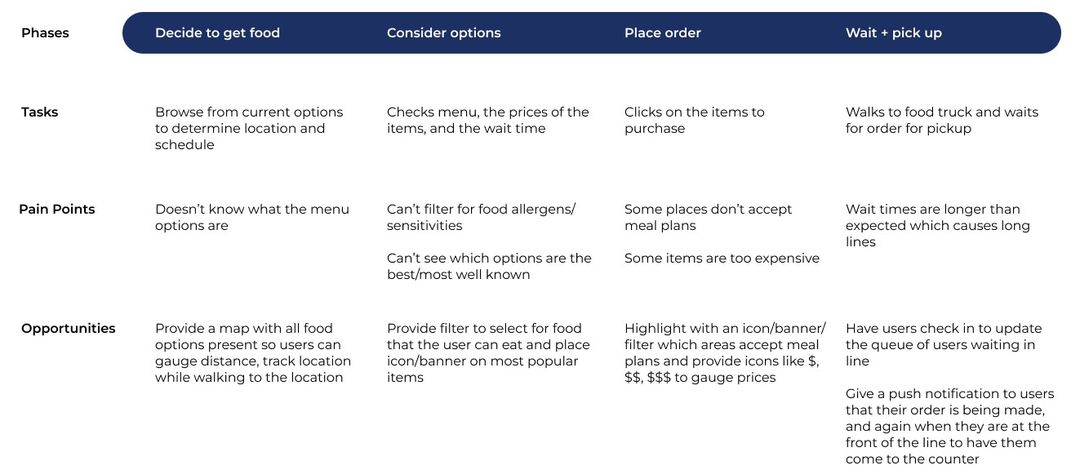 Phases
Decide to get food
Consider options
Place order
Wait + pick up
Tasks
Browse from current options
to determine location and
schedule
Checks menu, the prices of the
items, and the wait time
Clicks on the items to
purchase
Walks to food truck and waits
for order for pickup
Pain Points
Doesn't know what the menu
options are
Can't filter for food allergens/
sensitivities
Can't see which options are the
best/most well known
Some places don't accept
meal plans
Some items are too expensive
Wait times are longer than
expected which causes long
lines
Opportunities
Provide a map with all food
options present so users can
gauge distance, track location
while walking to the location
Provide filter to select for food
that the user can eat and place
icon/banner on most popular
items
Highlight with an icon/banner/
filter which areas accept meal
plans and provide icons like $,
$$, $$$ to gauge prices
Have users check in to update
the queue of users waiting in
line
Give a push notification to users
that their order is being made,
and again when they are at the
front of the line to have them
come to the counter